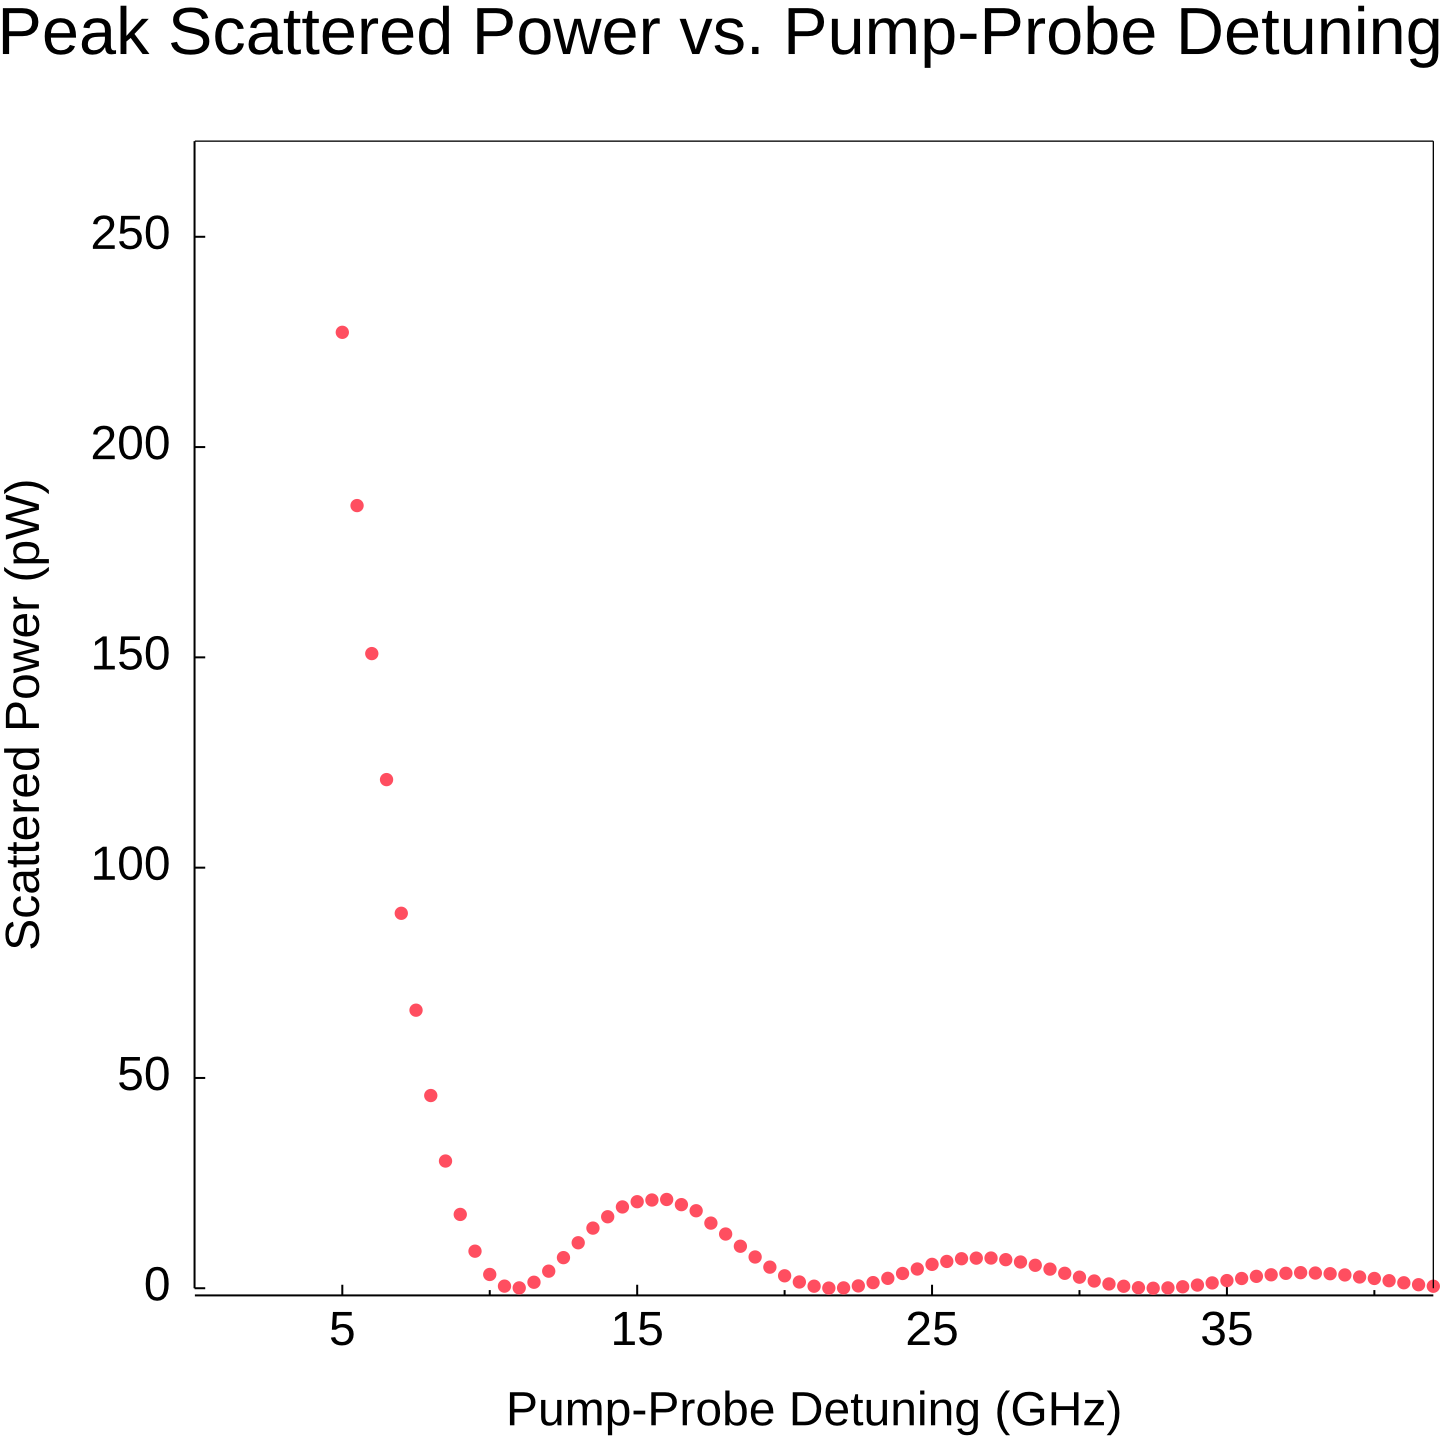 Peak Scattered Power vs. Pump-Probe Detuning
250
200
150
100
50
0
Scattered Power (pW)
5 15 25 35
Pump-Probe Detuning (GHz)